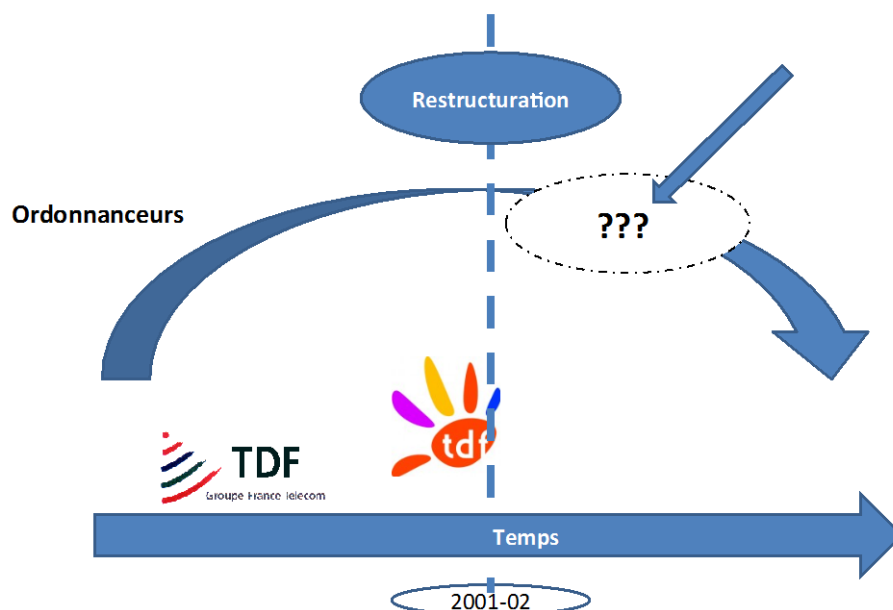 Restructuration
Ordonnanceurs
???
tdf
TDF
Groupe France Telecom
Temps
2001-02